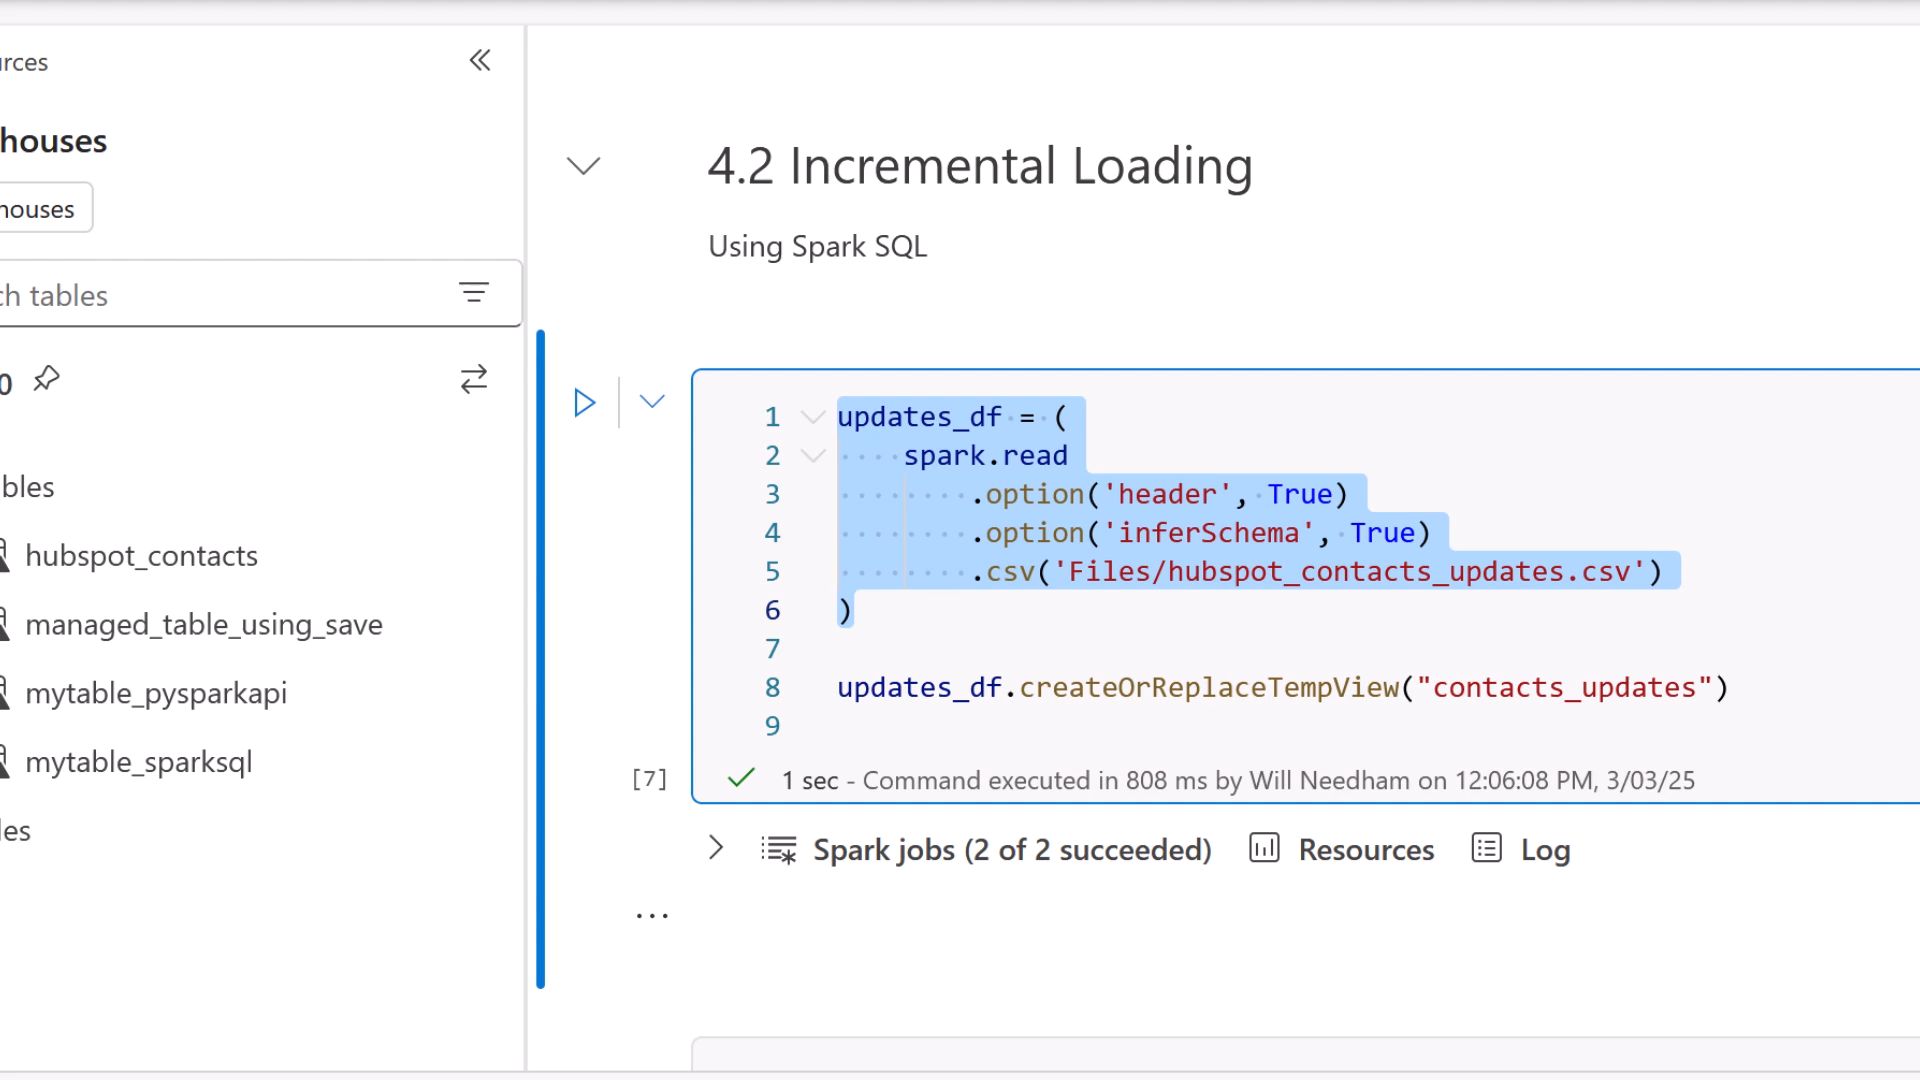 rces
houses
houses
ch tables
0
bles
hubspot_contacts
managed_table_using_save
mytable_pysparkapi
mytable_sparksql
les
4.2 Incremental Loading
Using Spark SQL
1 updates_df = (
2 spark.read
3 .option('header', True)
4 .option('inferSchema', True)
5 .csv('Files/hubspot_contacts_updates.csv')
6 )
7
8 updates_df.createOrReplaceTempView("contacts_updates")
9
[7] 1 sec - Command executed in 808 ms by Will Needham on 12:06:08 PM, 3/03/25
Spark jobs (2 of 2 succeeded) Resources Log
...